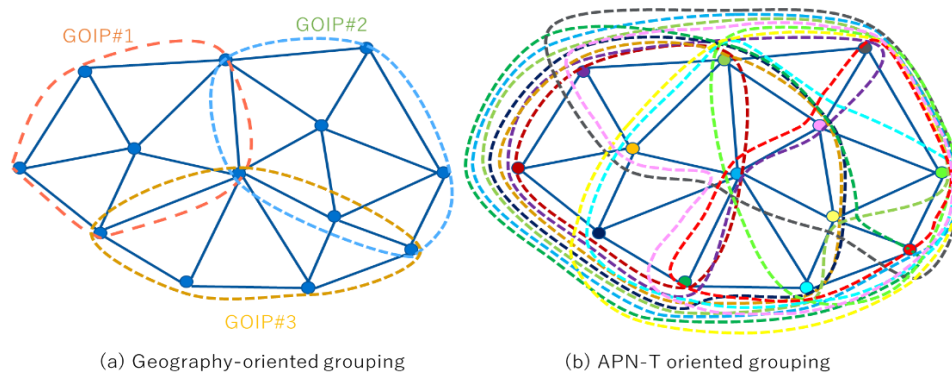 GOIP#1
GOIP#2
GOIP#3
(a) Geography-oriented grouping
(b) APN-T oriented grouping